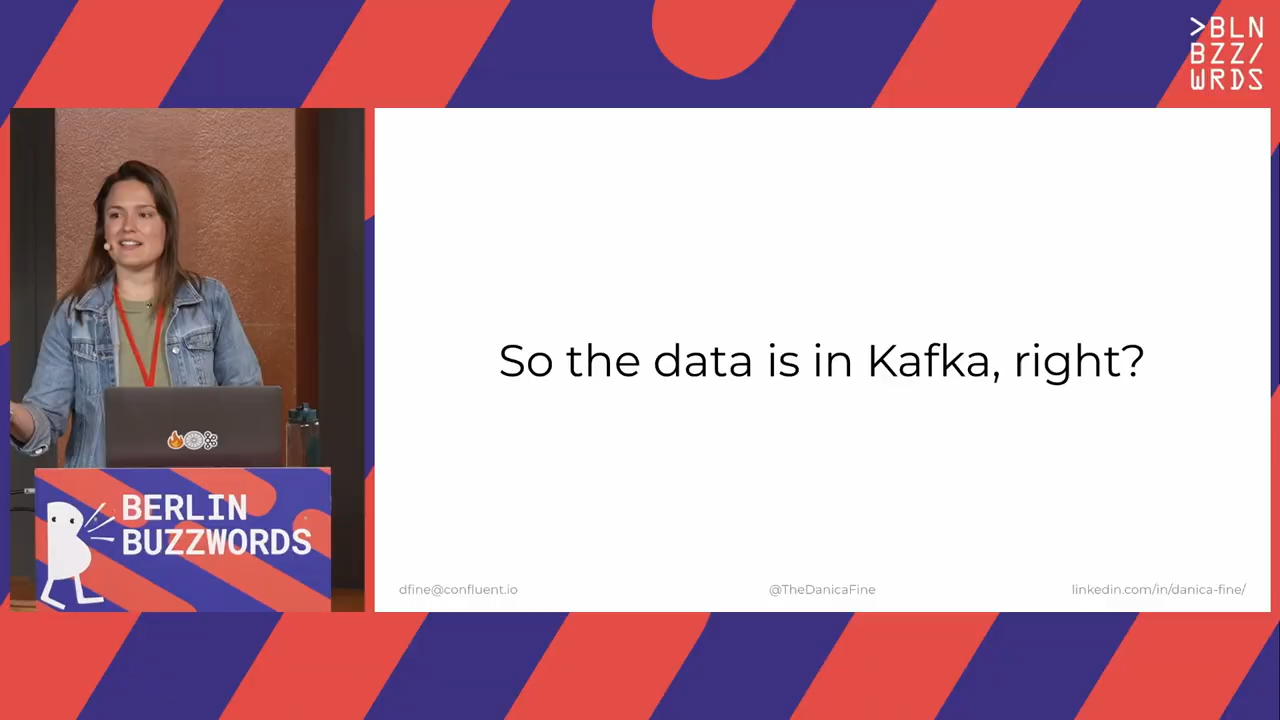 >BLN
BZZ/
WRDS
So the data is in Kafka, right?
BERLIN
BUZZWORDS
dfine@confluent.io
@TheDanicaFine
linkedin.com/in/danica-fine/